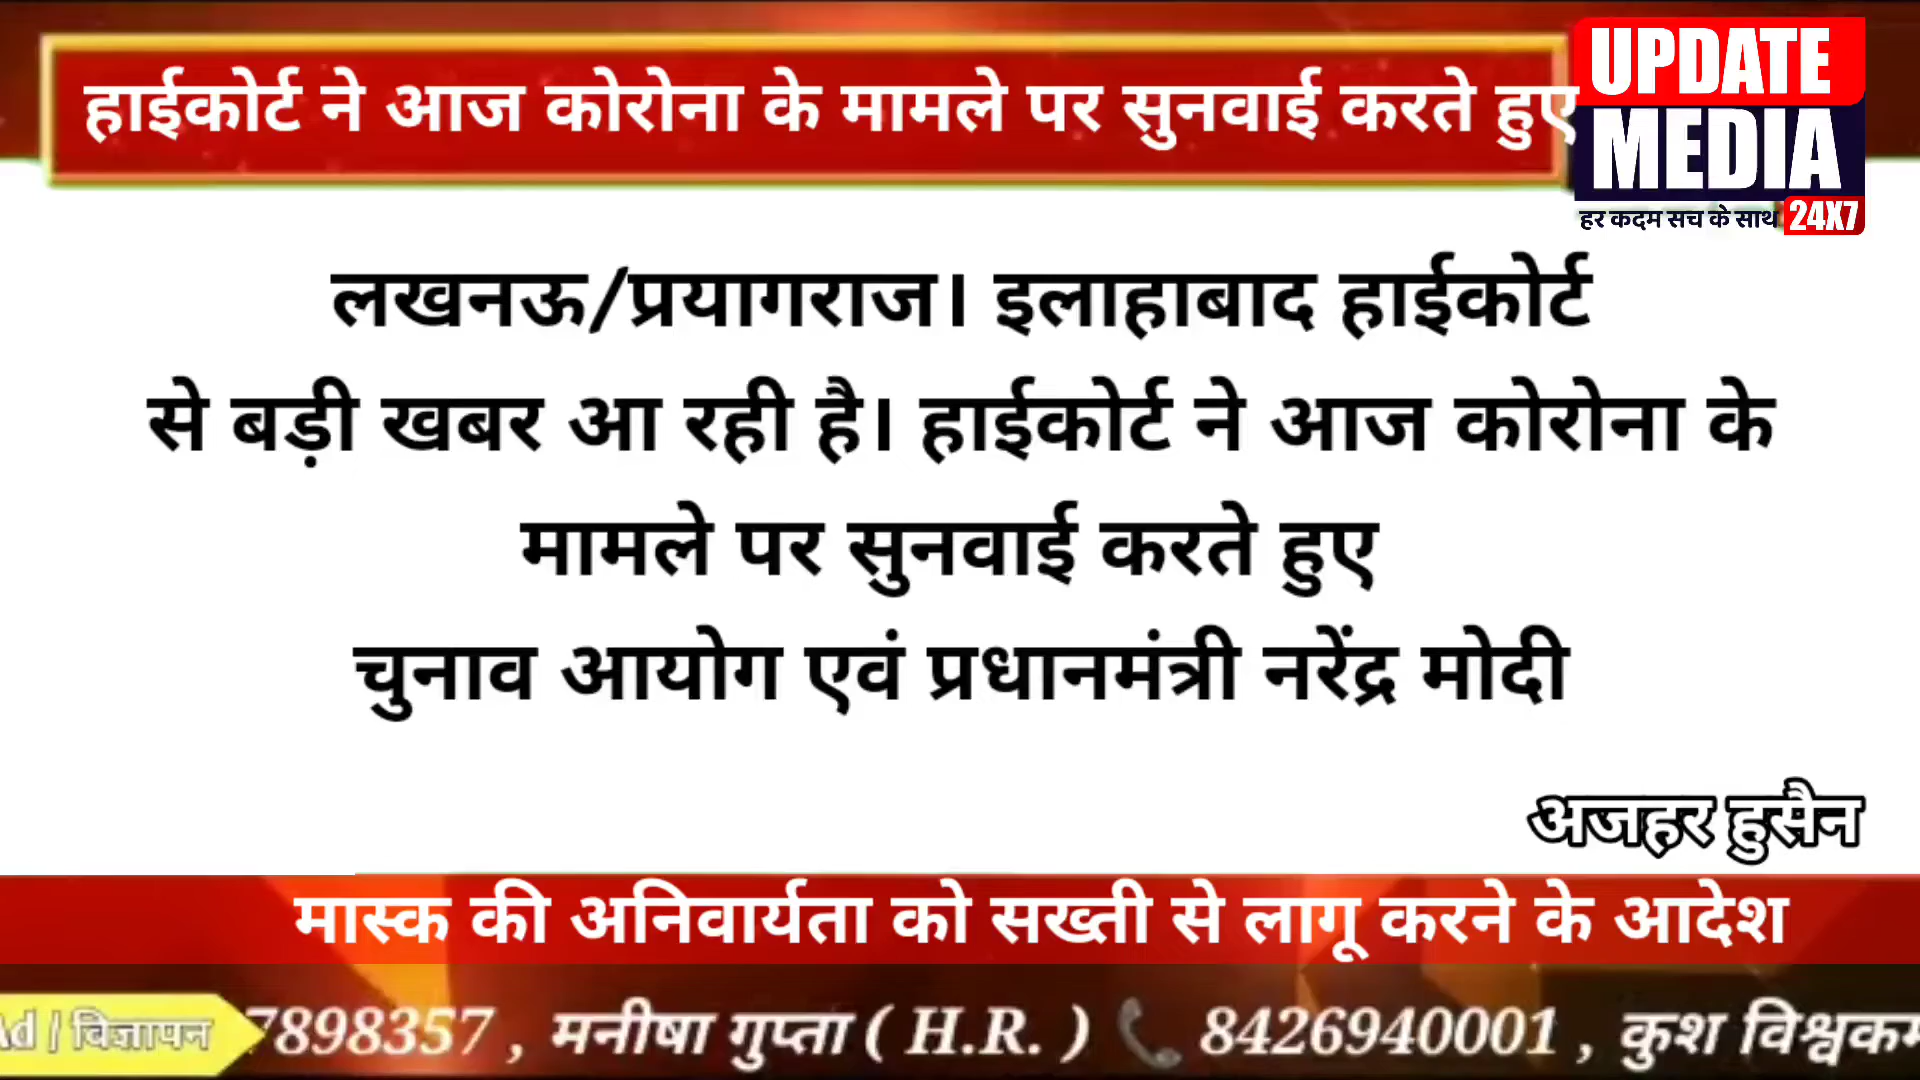 हाईकोर्ट ने आज कोरोना के मामले पर सुनवाई करते हुए
UPDATE
MEDIA
हर कदम सच के साथ 24X7
लखनऊ/प्रयागराज। इलाहाबाद हाईकोर्ट
से बड़ी खबर आ रही है। हाईकोर्ट ने आज कोरोना के
मामले पर सुनवाई करते हुए
चुनाव आयोग एवं प्रधानमंत्री नरेंद्र मोदी
अजहर हुसैन
मास्क की अनिवार्यता को सख्ती से लागू करने के आदेश
Ad | विज्ञापन 7898357 , मनीषा गुप्ता ( H.R. ) 📞 8426940001 , कुश